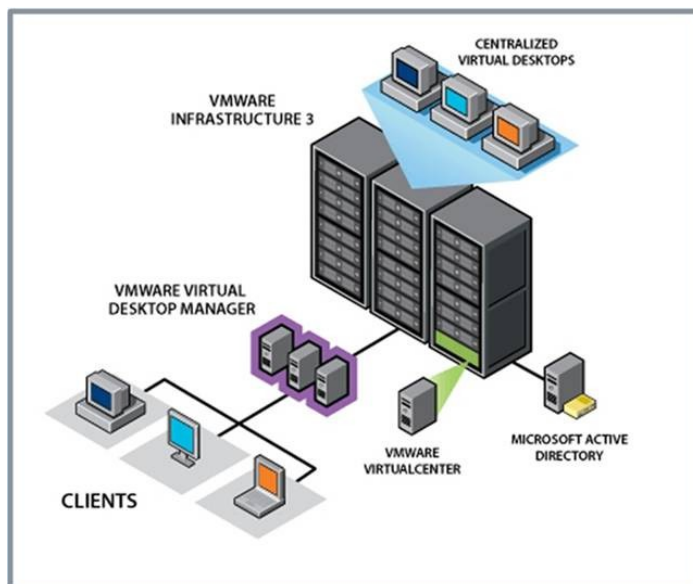 CENTRALIZED
VIRTUAL DESKTOPS
VMWARE
INFRASTRUCTURE 3
VMWARE VIRTUAL
DESKTOP MANAGER
VMWARE
VIRTUALCENTER
MICROSOFT ACTIVE
DIRECTORY
CLIENTS